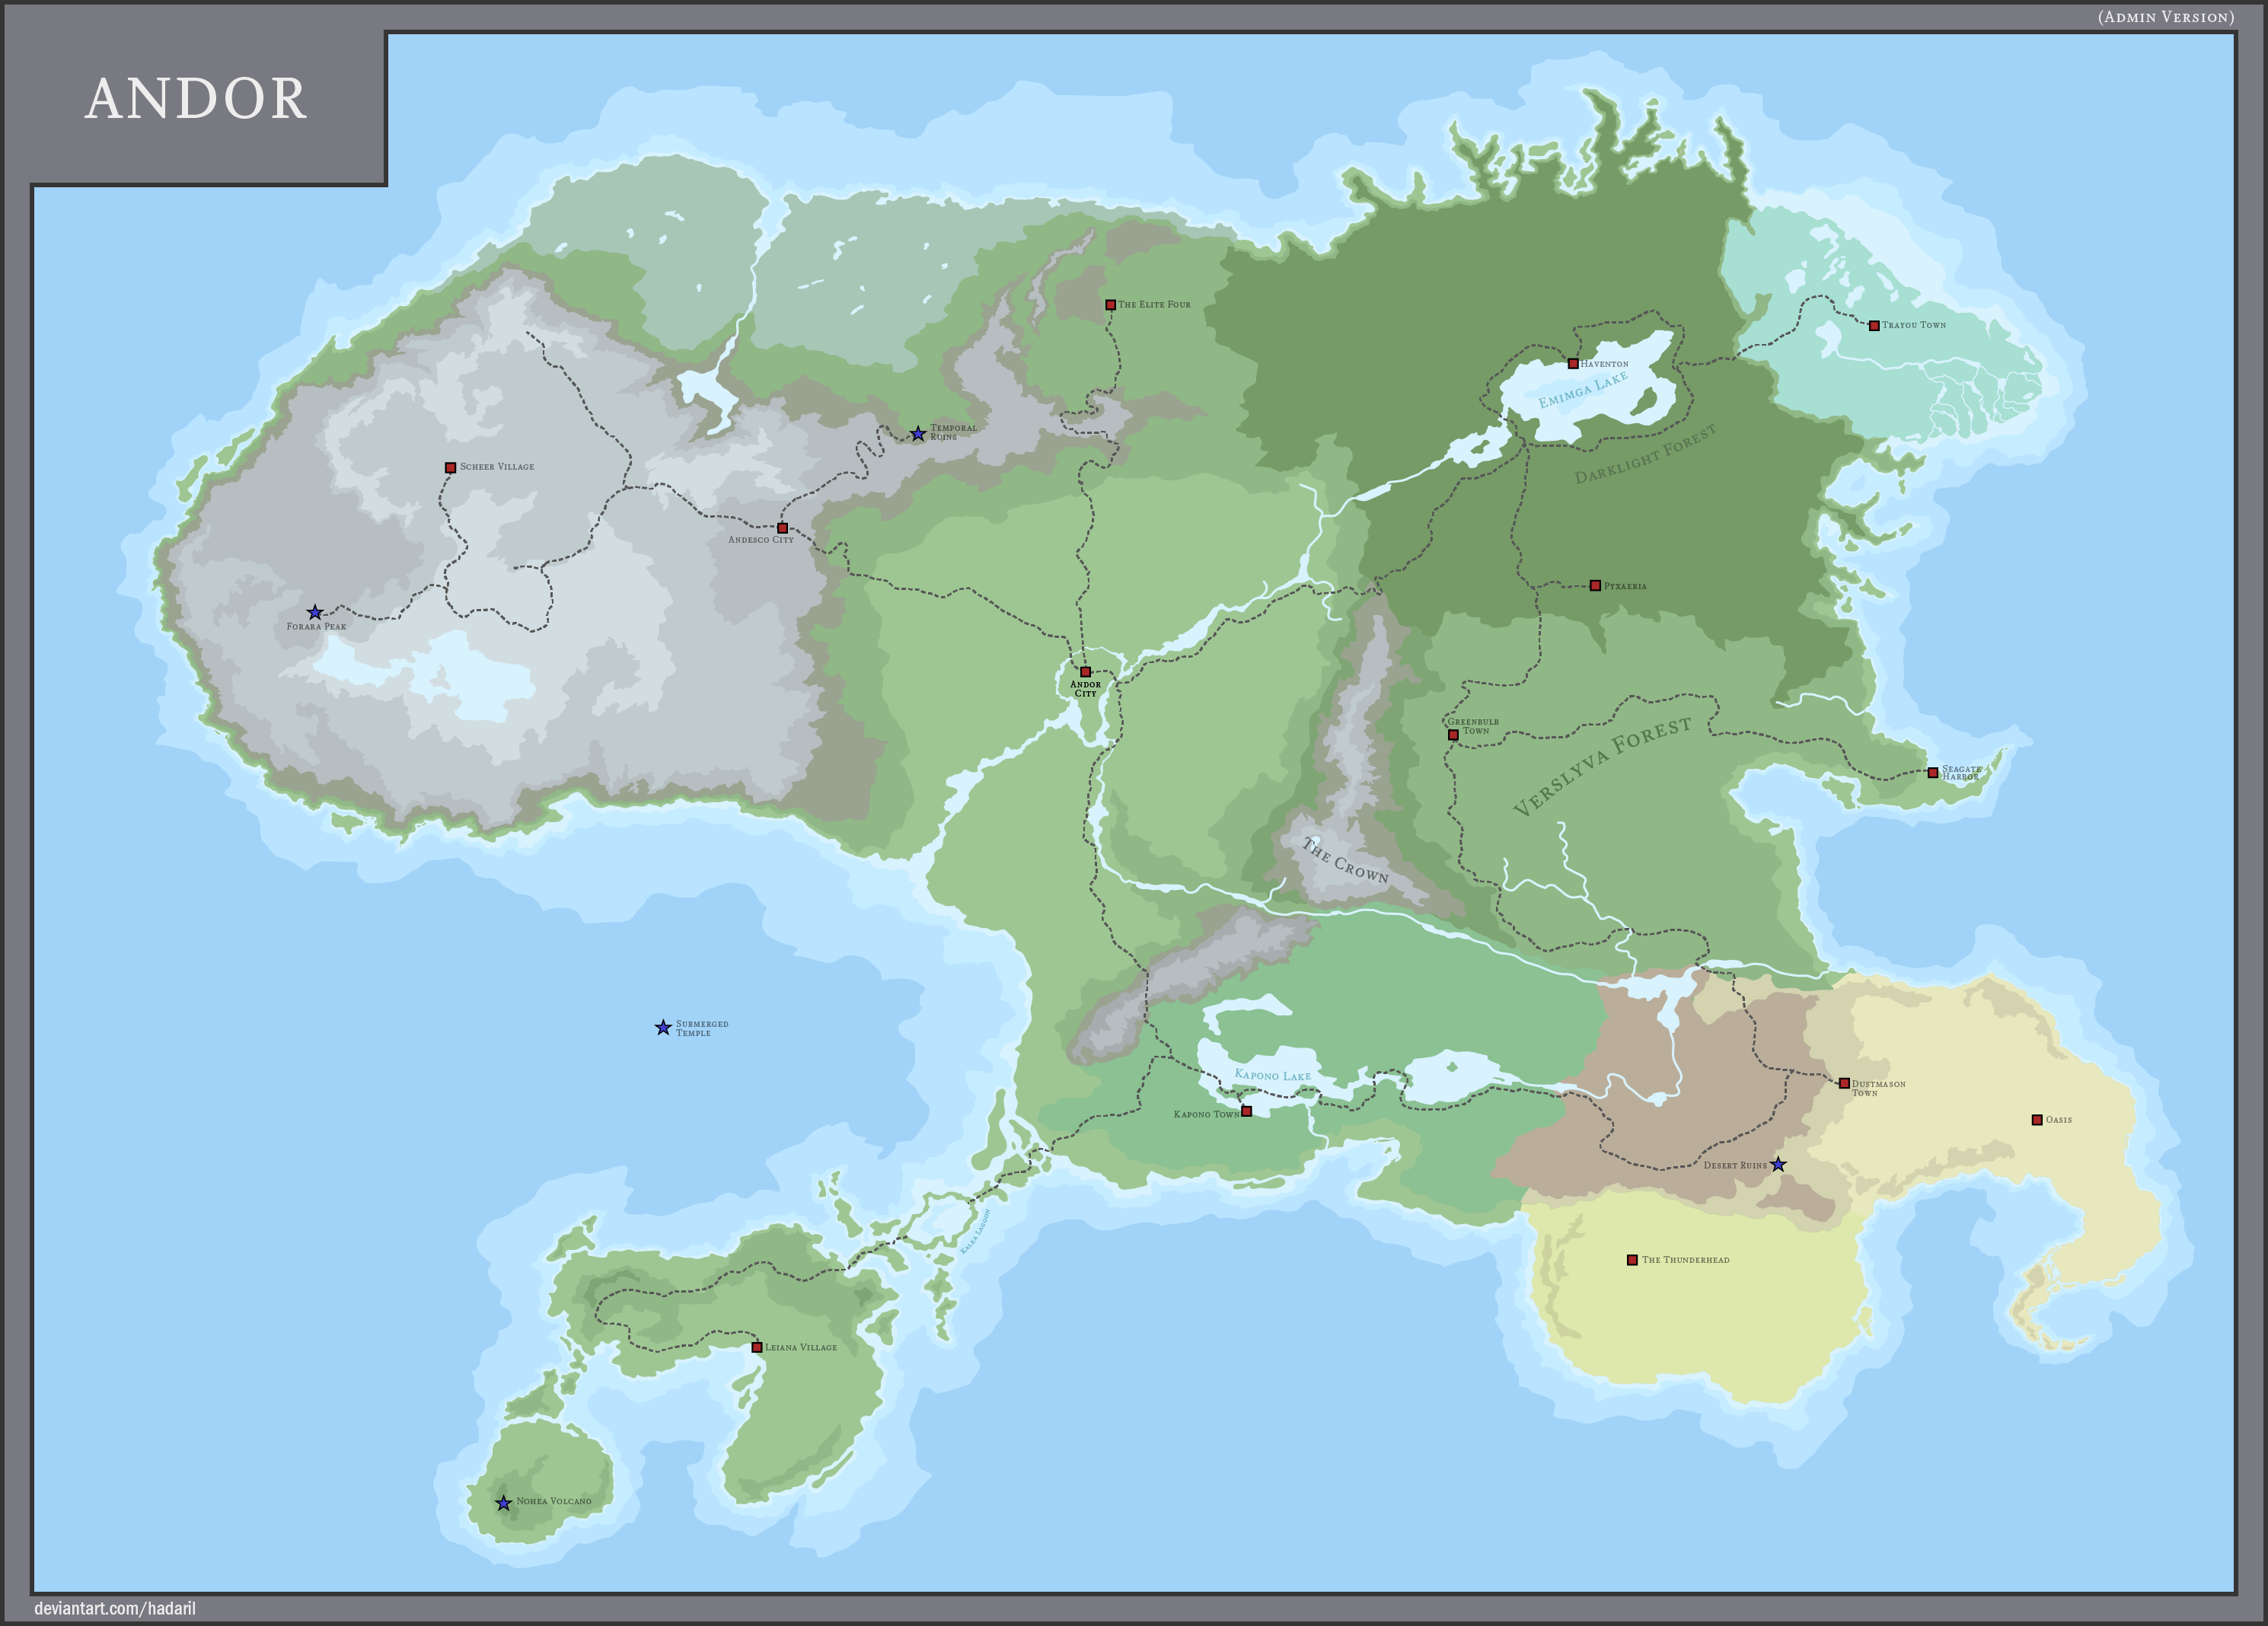 (Admin Version)
ANDOR
The Elite Four
Trayou Town
Haventon
Emimga Lake
Temporal
Ruins
Darklight Forest
Scheer Village
Andesco City
Pyxaeria
Forara Peak
Andor
City
Greenbulb
Town
Verslyva Forest
Seagate
Harbor
The Crown
Submerged
Temple
Kapono Lake
Dustmason
Town
Kapono Town
Oasis
Desert Ruins
Kalea Lagoon
The Thunderhead
Leiana Village
Nohea Volcano
deviantart.com/hadaril